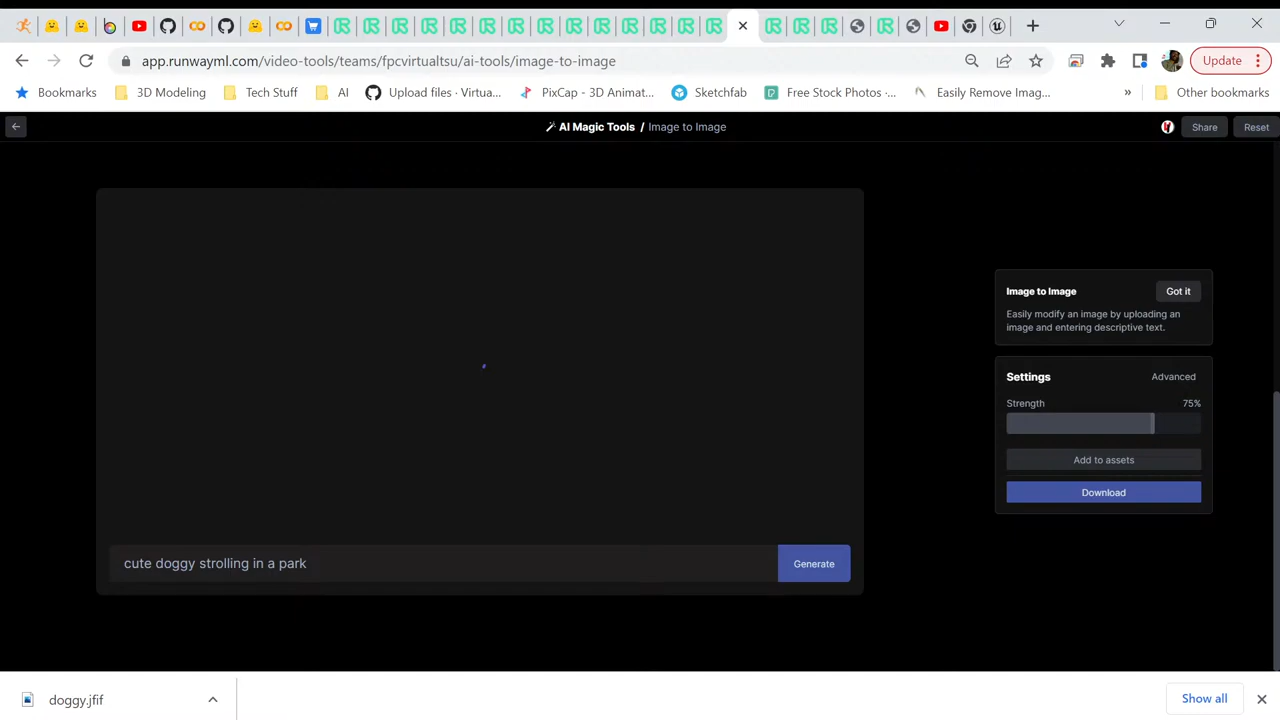 app.runwayml.com/video-tools/teams/fpcvirtualtsu/ai-tools/image-to-image
Update
Bookmarks
3D Modeling
Tech Stuff
AI
Upload files · Virtua...
PixCap - 3D Animat...
Sketchfab
Free Stock Photos ·...
Easily Remove Imag...
»
Other bookmarks
AI Magic Tools / Image to Image
Share
Reset
Image to Image
Got it
Easily modify an image by uploading an
image and entering descriptive text.
Settings
Advanced
Strength
75%
Add to assets
Download
cute doggy strolling in a park
Generate
doggy.jfif
Show all